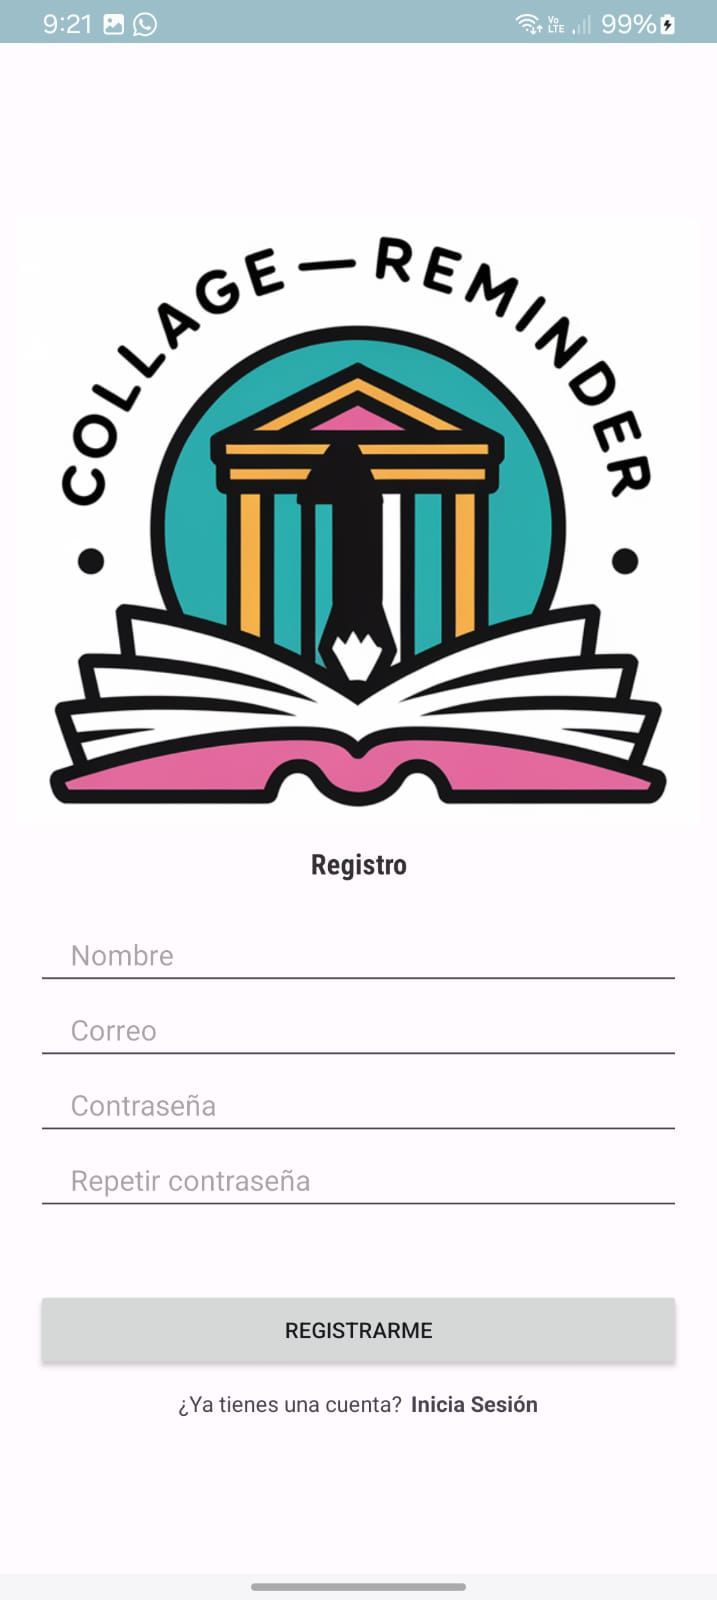 9:21
Vo LTE 99%
COLLAGE—REMINDER
Registro
Nombre
Correo
Contraseña
Repetir contraseña
REGISTRARME
¿Ya tienes una cuenta? Inicia Sesión